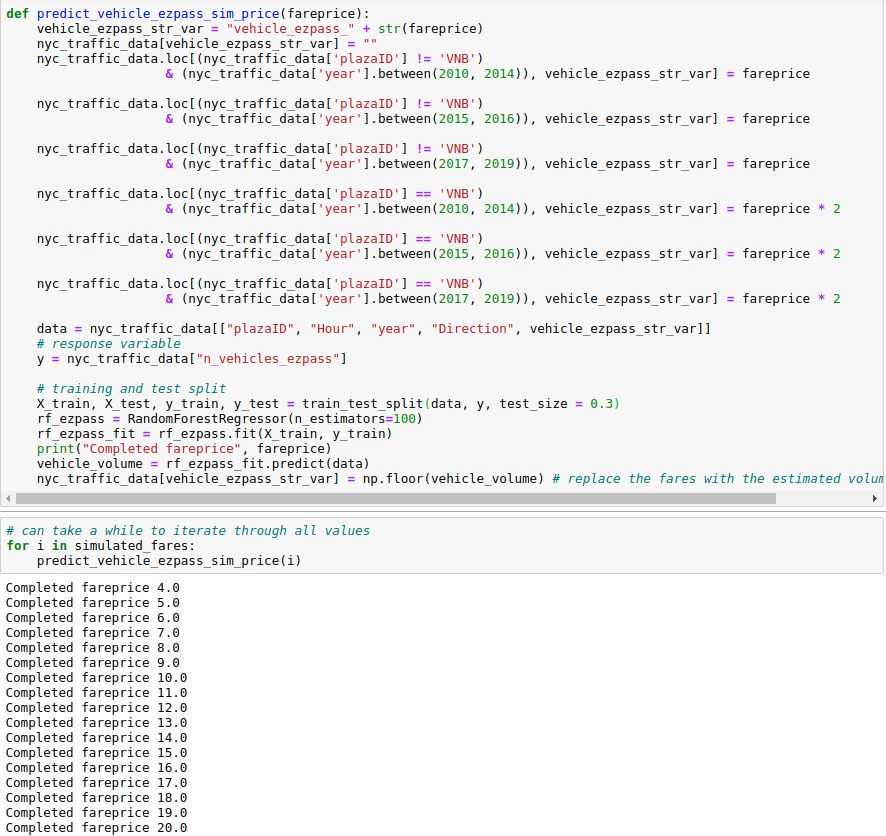 def predict_vehicle_ezpass_sim_price(fareprice):
    vehicle_ezpass_str_var = "vehicle_ezpass_" + str(fareprice)
    nyc_traffic_data[vehicle_ezpass_str_var] = ""
    nyc_traffic_data.loc[(nyc_traffic_data['plazaID'] != 'VNB')
                     & (nyc_traffic_data['year'].between(2010, 2014)), vehicle_ezpass_str_var] = fareprice

    nyc_traffic_data.loc[(nyc_traffic_data['plazaID'] != 'VNB')
                     & (nyc_traffic_data['year'].between(2015, 2016)), vehicle_ezpass_str_var] = fareprice

    nyc_traffic_data.loc[(nyc_traffic_data['plazaID'] != 'VNB')
                     & (nyc_traffic_data['year'].between(2017, 2019)), vehicle_ezpass_str_var] = fareprice

    nyc_traffic_data.loc[(nyc_traffic_data['plazaID'] == 'VNB')
                     & (nyc_traffic_data['year'].between(2010, 2014)), vehicle_ezpass_str_var] = fareprice * 2

    nyc_traffic_data.loc[(nyc_traffic_data['plazaID'] == 'VNB')
                     & (nyc_traffic_data['year'].between(2015, 2016)), vehicle_ezpass_str_var] = fareprice * 2

    nyc_traffic_data.loc[(nyc_traffic_data['plazaID'] == 'VNB')
                     & (nyc_traffic_data['year'].between(2017, 2019)), vehicle_ezpass_str_var] = fareprice * 2

    data = nyc_traffic_data[["plazaID", "Hour", "year", "Direction", vehicle_ezpass_str_var]]
    # response variable
    y = nyc_traffic_data["n_vehicles_ezpass"]

    # training and test split
    X_train, X_test, y_train, y_test = train_test_split(data, y, test_size = 0.3)
    rf_ezpass = RandomForestRegressor(n_estimators=100)
    rf_ezpass_fit = rf_ezpass.fit(X_train, y_train)
    print("Completed fareprice", fareprice)
    vehicle_volume = rf_ezpass_fit.predict(data)
    nyc_traffic_data[vehicle_ezpass_str_var] = np.floor(vehicle_volume) # replace the fares with the estimated volum
# can take a while to iterate through all values
for i in simulated_fares:
    predict_vehicle_ezpass_sim_price(i)
Completed fareprice 4.0
Completed fareprice 5.0
Completed fareprice 6.0
Completed fareprice 7.0
Completed fareprice 8.0
Completed fareprice 9.0
Completed fareprice 10.0
Completed fareprice 11.0
Completed fareprice 12.0
Completed fareprice 13.0
Completed fareprice 14.0
Completed fareprice 15.0
Completed fareprice 16.0
Completed fareprice 17.0
Completed fareprice 18.0
Completed fareprice 19.0
Completed fareprice 20.0